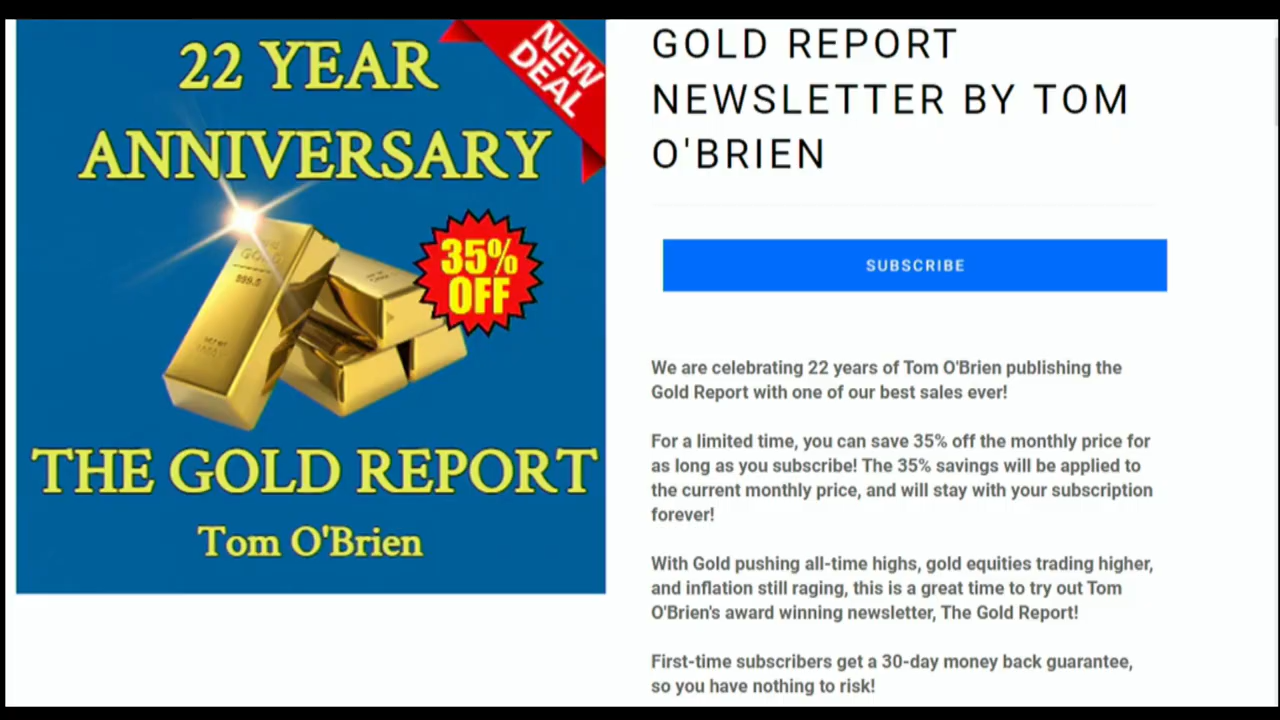 22 YEAR
ANNIVERSARY
NEW
DEAL
35%
OFF
THE GOLD REPORT
Tom O'Brien
GOLD REPORT
NEWSLETTER BY TOM
O'BRIEN
SUBSCRIBE
We are celebrating 22 years of Tom O'Brien publishing the
Gold Report with one of our best sales ever!
For a limited time, you can save 35% off the monthly price for
as long as you subscribe! The 35% savings will be applied to
the current monthly price, and will stay with your subscription
forever!
With Gold pushing all-time highs, gold equities trading higher,
and inflation still raging, this is a great time to try out Tom
O'Brien's award winning newsletter, The Gold Report!
First-time subscribers get a 30-day money back guarantee,
so you have nothing to risk!